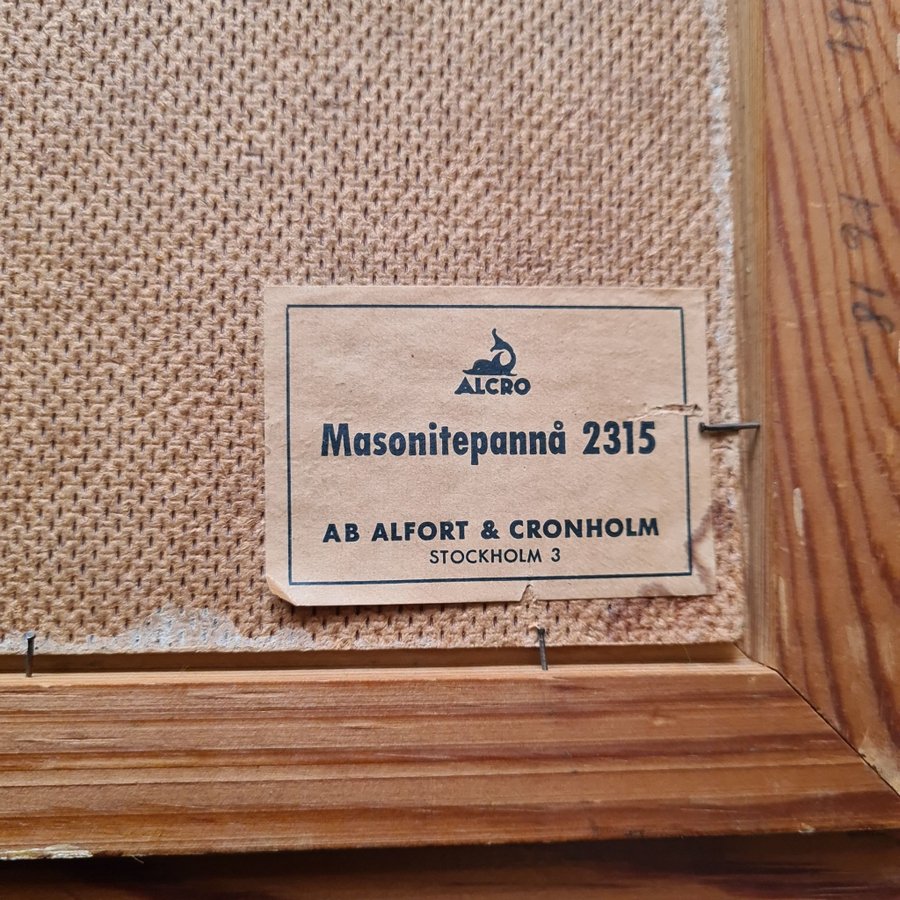 ALCRO
Masonitepannå 2315
AB ALFORT & CRONHOLM
STOCKHOLM 3